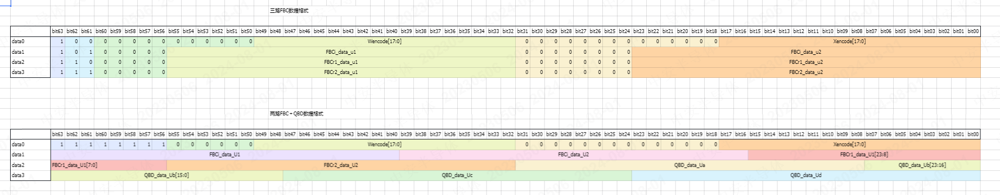 三路FBC数据格式
bit63 bit62 bit61 bit60 bit59 bit58 bit57 bit56 bit55 bit54 bit53 bit52 bit51 bit50 bit49 bit48 bit47 bit46 bit45 bit44 bit43 bit42 bit41 bit40 bit39 bit38 bit37 bit36 bit35 bit34 bit33 bit32 bit31 bit30 bit29 bit28 bit27 bit26 bit25 bit24 bit23 bit22 bit21 bit20 bit19 bit18 bit17 bit16 bit15 bit14 bit13 bit12 bit11 bit10 bit09 bit08 bit07 bit06 bit05 bit04 bit03 bit02 bit01 bit00
data0 1 0 0 0 0 0 0 0 0 0 0 0 0 0 Wencode[17:0] 0 0 0 0 0 0 0 0 0 0 0 0 0 0 Xencode[17:0]
data1 1 0 1 0 0 0 0 0 FBCi_data_u1 0 0 0 0 0 0 0 0 FBCi_data_u2
data2 1 1 0 0 0 0 0 0 FBCr1_data_u1 0 0 0 0 0 0 0 0 FBCr1_data_u2
data3 1 1 1 0 0 0 0 0 FBCr2_data_u1 0 0 0 0 0 0 0 0 FBCr2_data_u2
两路FBC+QBD数据格式
bit63 bit62 bit61 bit60 bit59 bit58 bit57 bit56 bit55 bit54 bit53 bit52 bit51 bit50 bit49 bit48 bit47 bit46 bit45 bit44 bit43 bit42 bit41 bit40 bit39 bit38 bit37 bit36 bit35 bit34 bit33 bit32 bit31 bit30 bit29 bit28 bit27 bit26 bit25 bit24 bit23 bit22 bit21 bit20 bit19 bit18 bit17 bit16 bit15 bit14 bit13 bit12 bit11 bit10 bit09 bit08 bit07 bit06 bit05 bit04 bit03 bit02 bit01 bit00
data0 1 1 1 1 1 1 1 1 0 0 0 0 0 0 Wencode[17:0] 0 0 0 0 0 0 0 0 0 0 0 0 0 0 Xencode[17:0]
data1 FBCi_data_U1 FBCi_data_U2 FBCr1_data_U1[23:8]
data2 FBCr1_data_U1[7:0] FBCr2_data_U2 QBD_data_Ua QBD_data_Ub[23:16]
data3 QBD_data_Ub[15:0] QBD_data_Uc QBD_data_Ud